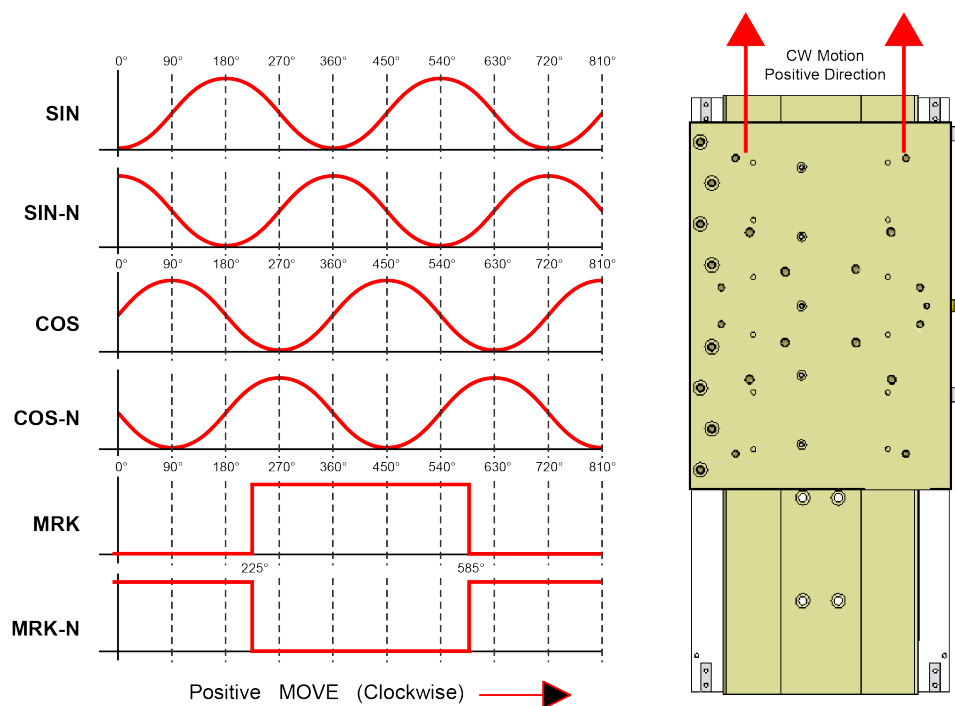 0° 90° 180° 270° 360° 450° 540° 630° 720° 810°
SIN
SIN-N
0° 90° 180° 270° 360° 450° 540° 630° 720° 810°
COS
COS-N
0° 90° 180° 270° 360° 450° 540° 630° 720° 810°
MRK
225° 585°
MRK-N
Positive MOVE (Clockwise)
CW Motion
Positive Direction